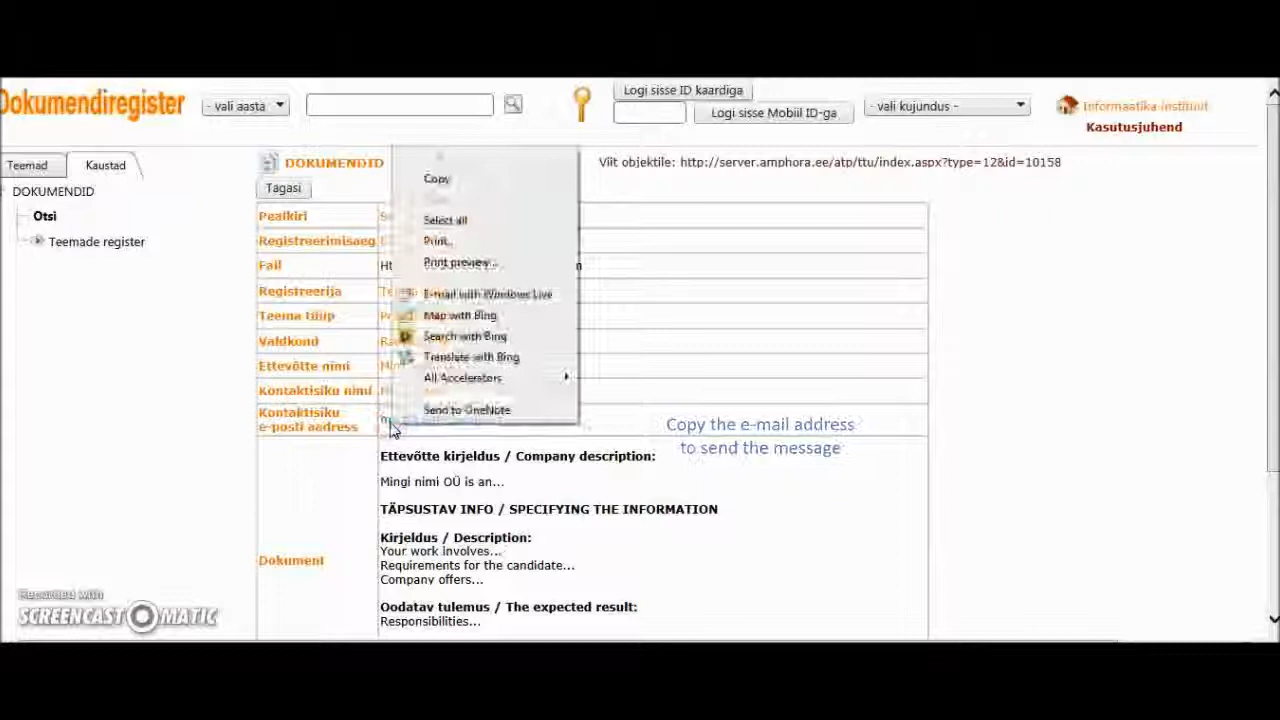 Dokumendiregister
- vali aasta
Logi sisse ID kaardiga
Logi sisse Mobiil ID-ga
- vali kujundus -
Informaatika instituut
Kasutusjuhend
Teemad
Kaustad
DOKUMENDID
Otsi
Teemade register
DOKUMENDID
Viit objektile: http://server.amphora.ee/atp/ttu/index.aspx?type=12&id=10158
Tagasi
Pealkiri
Registreerimisaeg
Fail
Ht
Registreerija
Teema tüüp
Valdkond
Ettevõtte nimi
Kontaktisiku nimi
Kontaktisiku
e-posti aadress
Copy
Select all
Print...
Print preview...
E-mail with Windows Live
Map with Bing
Search with Bing
Translate with Bing
All Accelerators
Send to OneNote
Copy the e-mail address
to send the message
Dokument
Ettevõtte kirjeldus / Company description:
Mingi nimi OÜ is an...
TÄPSUSTAV INFO / SPECIFYING THE INFORMATION
Kirjeldus / Description:
Your work involves...
Requirements for the candidate...
Company offers...
Oodatav tulemus / The expected result:
Responsibilities...
Recorded with
SCREENCAST-O-MATIC